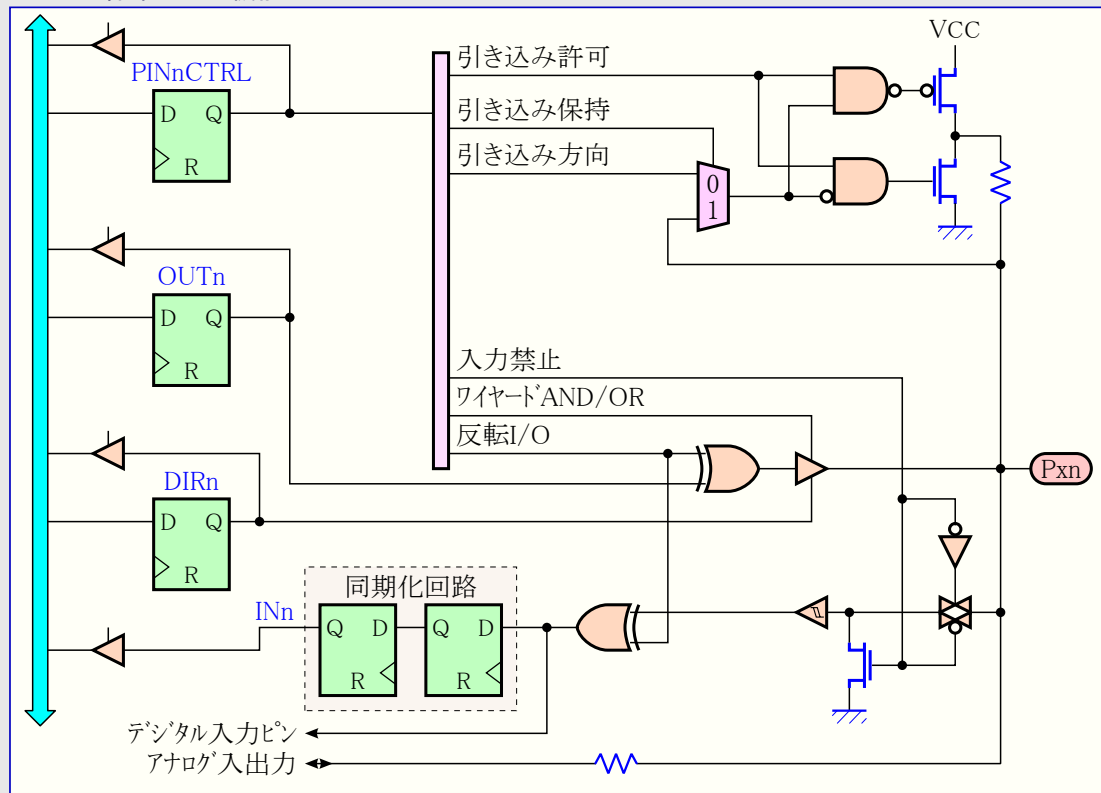 VCC
PINnCTRL
D Q
R
引き込み許可
引き込み保持
引き込み方向
0
1
OUTn
D Q
R
入力禁止
ワイヤードAND/OR
反転I/O
Pxn
DIRn
D Q
R
同期化回路
INn
Q D
R
Q D
R
デジタル入力ピン
アナログ入出力